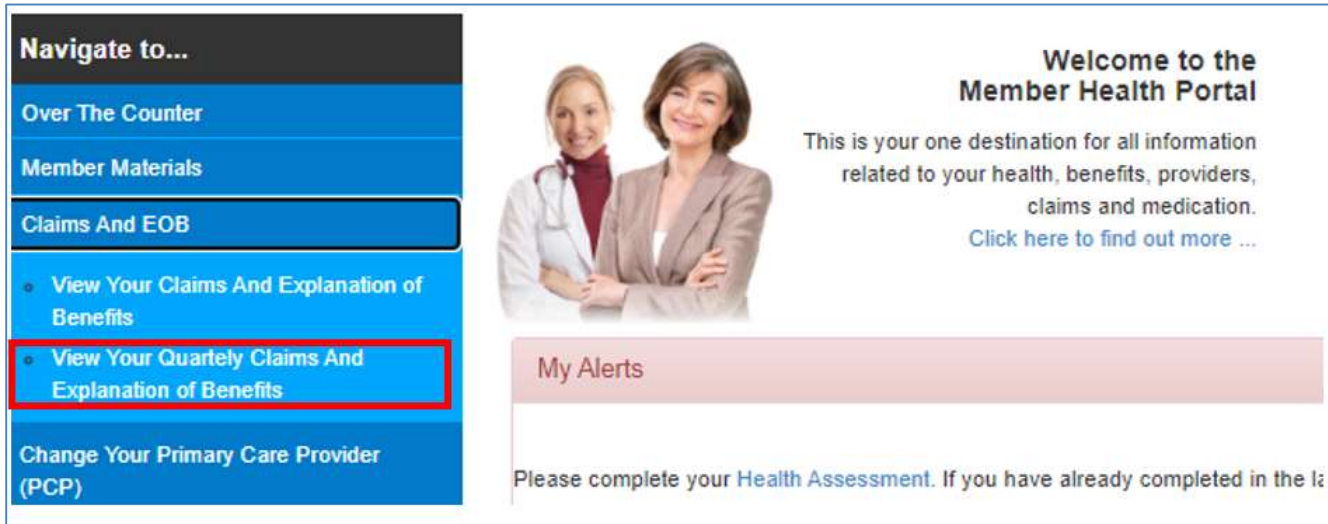 Navigate to...
Over The Counter
Member Materials
Claims And EOB
View Your Claims And Explanation of
Benefits
View Your Quartely Claims And
Explanation of Benefits
Change Your Primary Care Provider
(PCP)
Welcome to the
Member Health Portal
This is your one destination for all information
related to your health, benefits, providers,
claims and medication.
Click here to find out more ...
My Alerts
Please complete your Health Assessment. If you have already completed in the